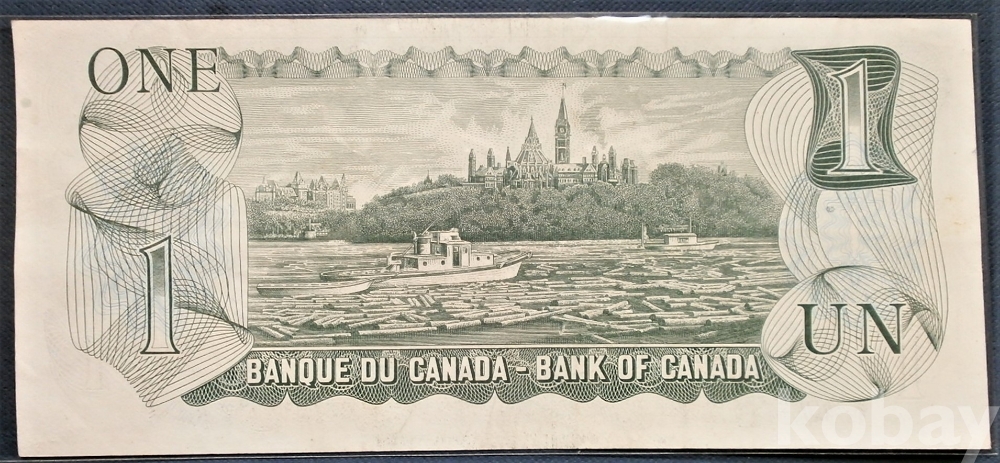 ONE
1
1
UN
BANQUE DU CANADA - BANK OF CANADA
kobay